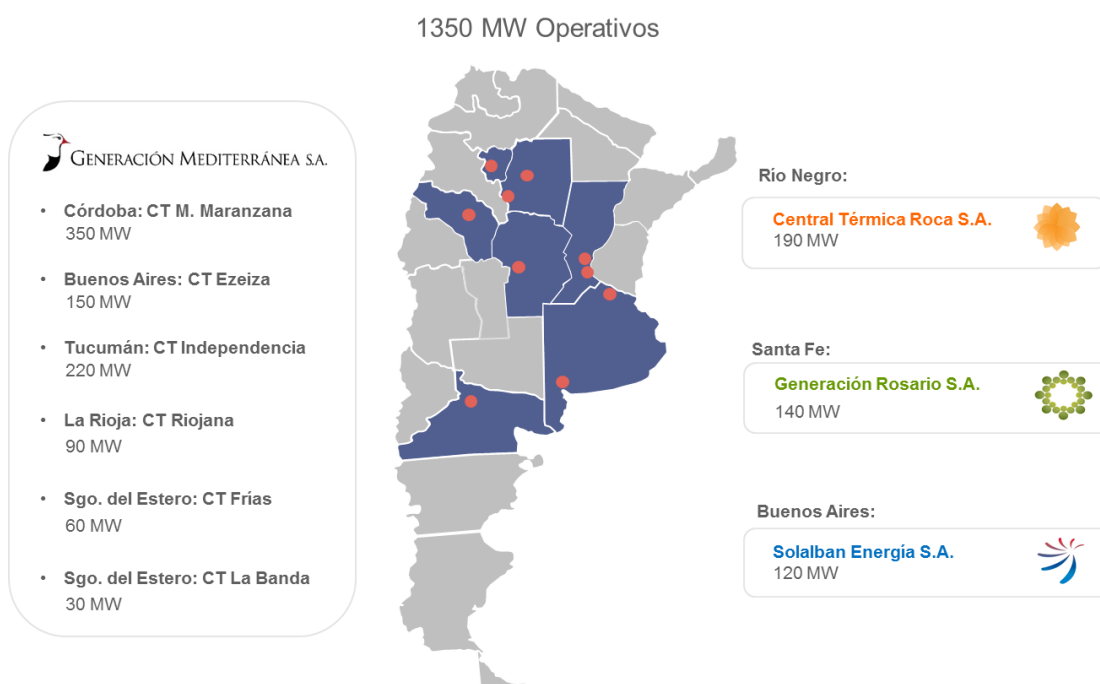 1350 MW Operativos
GENERACIÓN MEDITERRÁNEA S.A.
• Córdoba: CT M. Maranzana
350 MW
• Buenos Aires: CT Ezeiza
150 MW
• Tucumán: CT Independencia
220 MW
• La Rioja: CT Riojana
90 MW
• Sgo. del Estero: CT Frías
60 MW
• Sgo. del Estero: CT La Banda
30 MW
Río Negro:
Central Térmica Roca S.A.
190 MW
Santa Fe:
Generación Rosario S.A.
140 MW
Buenos Aires:
Solalban Energía S.A.
120 MW